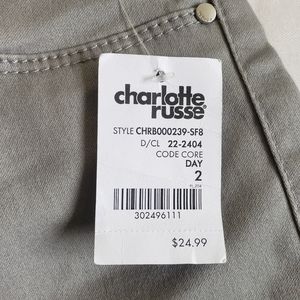 charlotte
russe®
STYLE CHRB000239-SF8
D/CL 22-2404
CODE CORE
DAY
2
302496111
$24.99